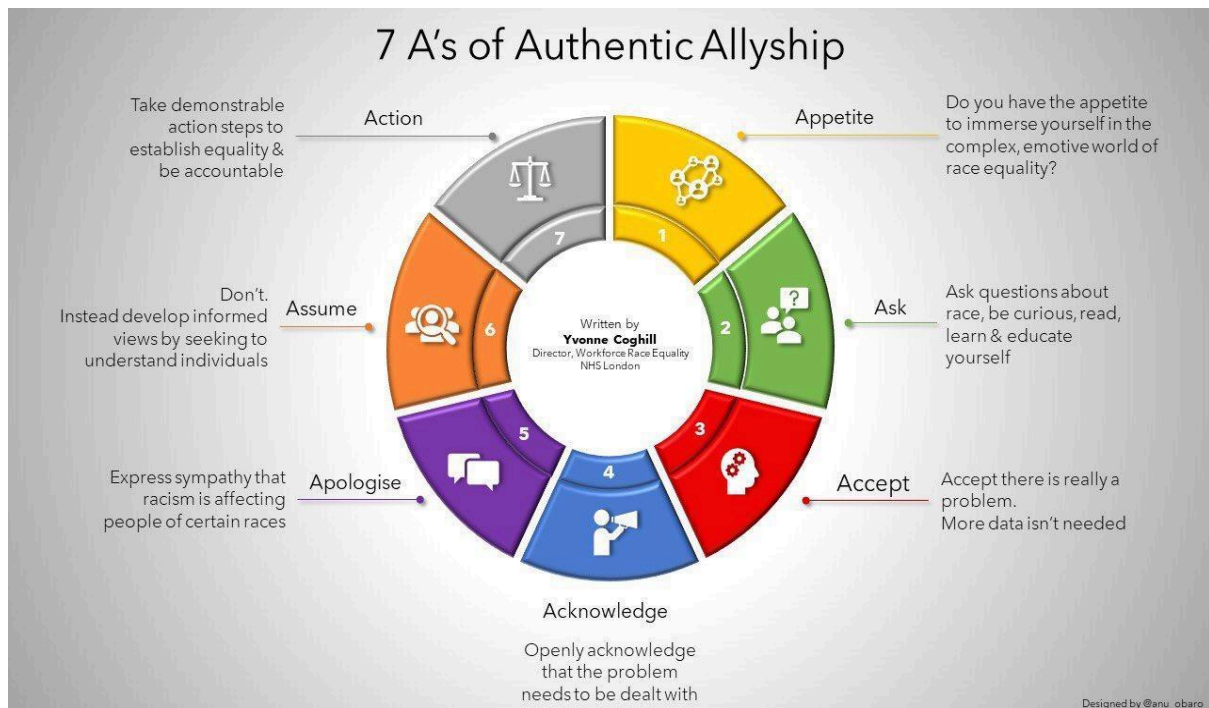 7 A's of Authentic Allyship
Appetite
Do you have the appetite
to immerse yourself in the
complex, emotive world of
race equality?
1
Ask
Ask questions about
race, be curious, read,
learn & educate
yourself
2
Accept
Accept there is really a
problem.
More data isn't needed
3
Acknowledge
Openly acknowledge
that the problem
needs to be dealt with
4
Apologise
Express sympathy that
racism is affecting
people of certain races
5
Assume
Don't.
Instead develop informed
views by seeking to
understand individuals
6
Action
Take demonstrable
action steps to
establish equality &
be accountable
7
?
Written by
Yvonne Coghill
Director, Workforce Race Equality
NHS London
Designed by @anu_obaro